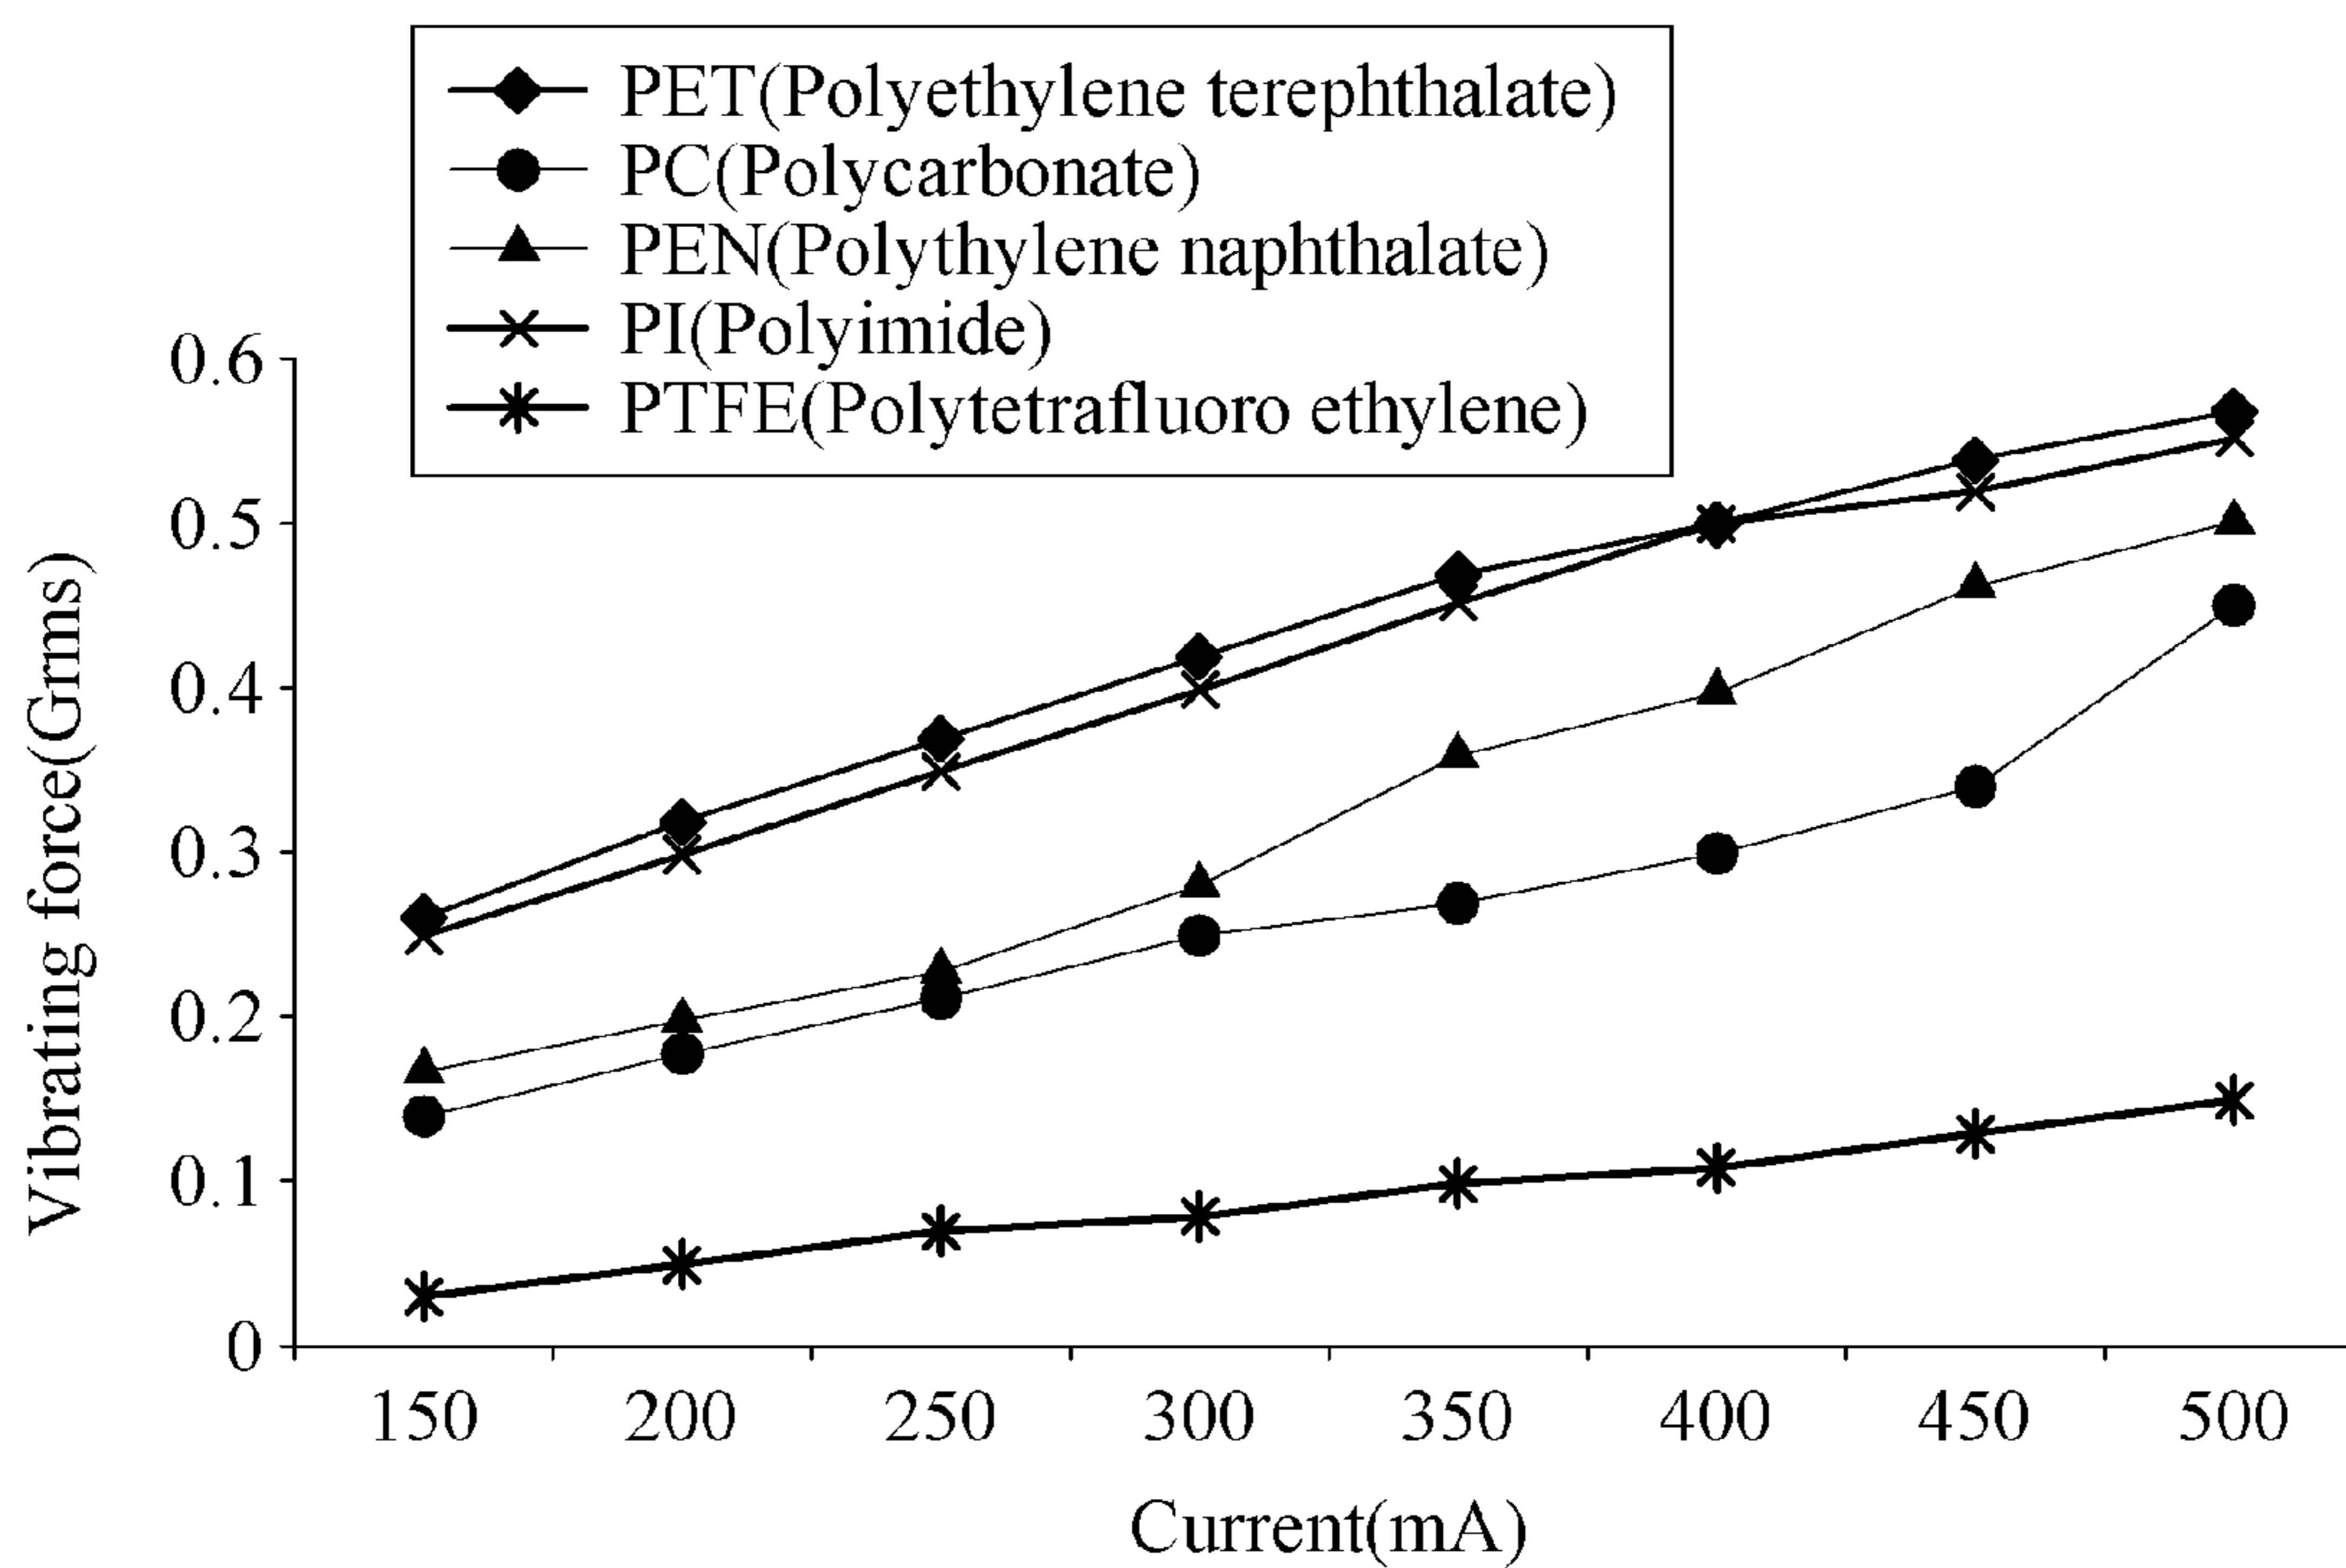 PET(Polyethylene terephthalate)
PC(Polycarbonate)
PEN(Polythylene naphthalate)
PI(Polyimide)
PTFE(Polytetrafluoro ethylene)
Vibrating force(Grms)
0.6
0.5
0.4
0.3
0.2
0.1
0
150 200 250 300 350 400 450 500
Current(mA)